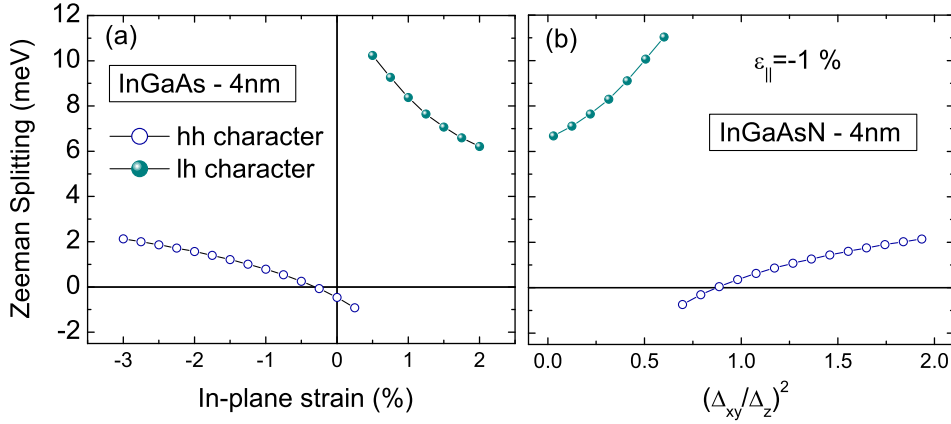 Zeeman Splitting (meV)
12
10
8
6
4
2
0
-2
(a)
InGaAs - 4nm
hh character
lh character
-3
-2
-1
0
1
2
In-plane strain (%)
(b)
ε||=-1 %
InGaAsN - 4nm
0.0
0.5
1.0
1.5
2.0
(Δxy/Δz)²